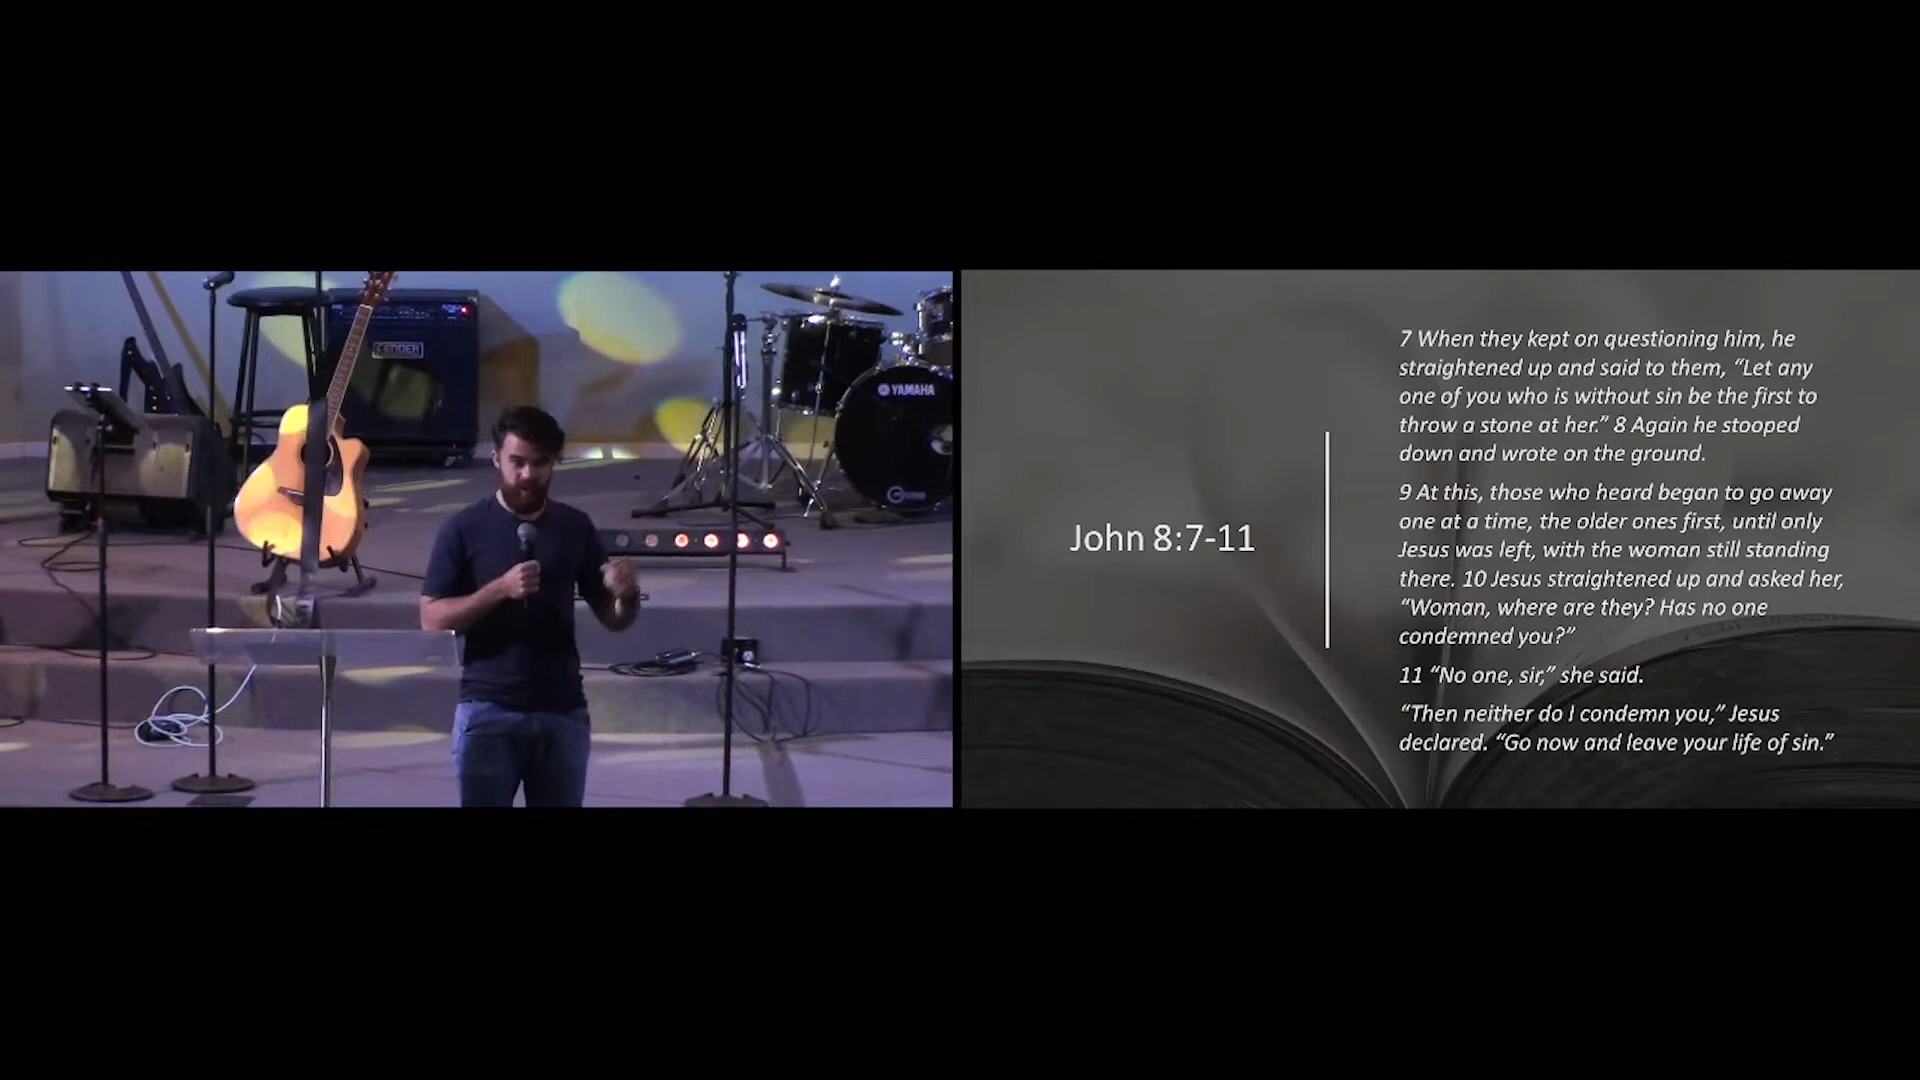 FENDER
YAMAHA
John 8:7-11
7 When they kept on questioning him, he
straightened up and said to them, “Let any
one of you who is without sin be the first to
throw a stone at her.” 8 Again he stooped
down and wrote on the ground.
9 At this, those who heard began to go away
one at a time, the older ones first, until only
Jesus was left, with the woman still standing
there. 10 Jesus straightened up and asked her,
“Woman, where are they? Has no one
condemned you?”
11 “No one, sir,” she said.
“Then neither do I condemn you,” Jesus
declared. “Go now and leave your life of sin.”